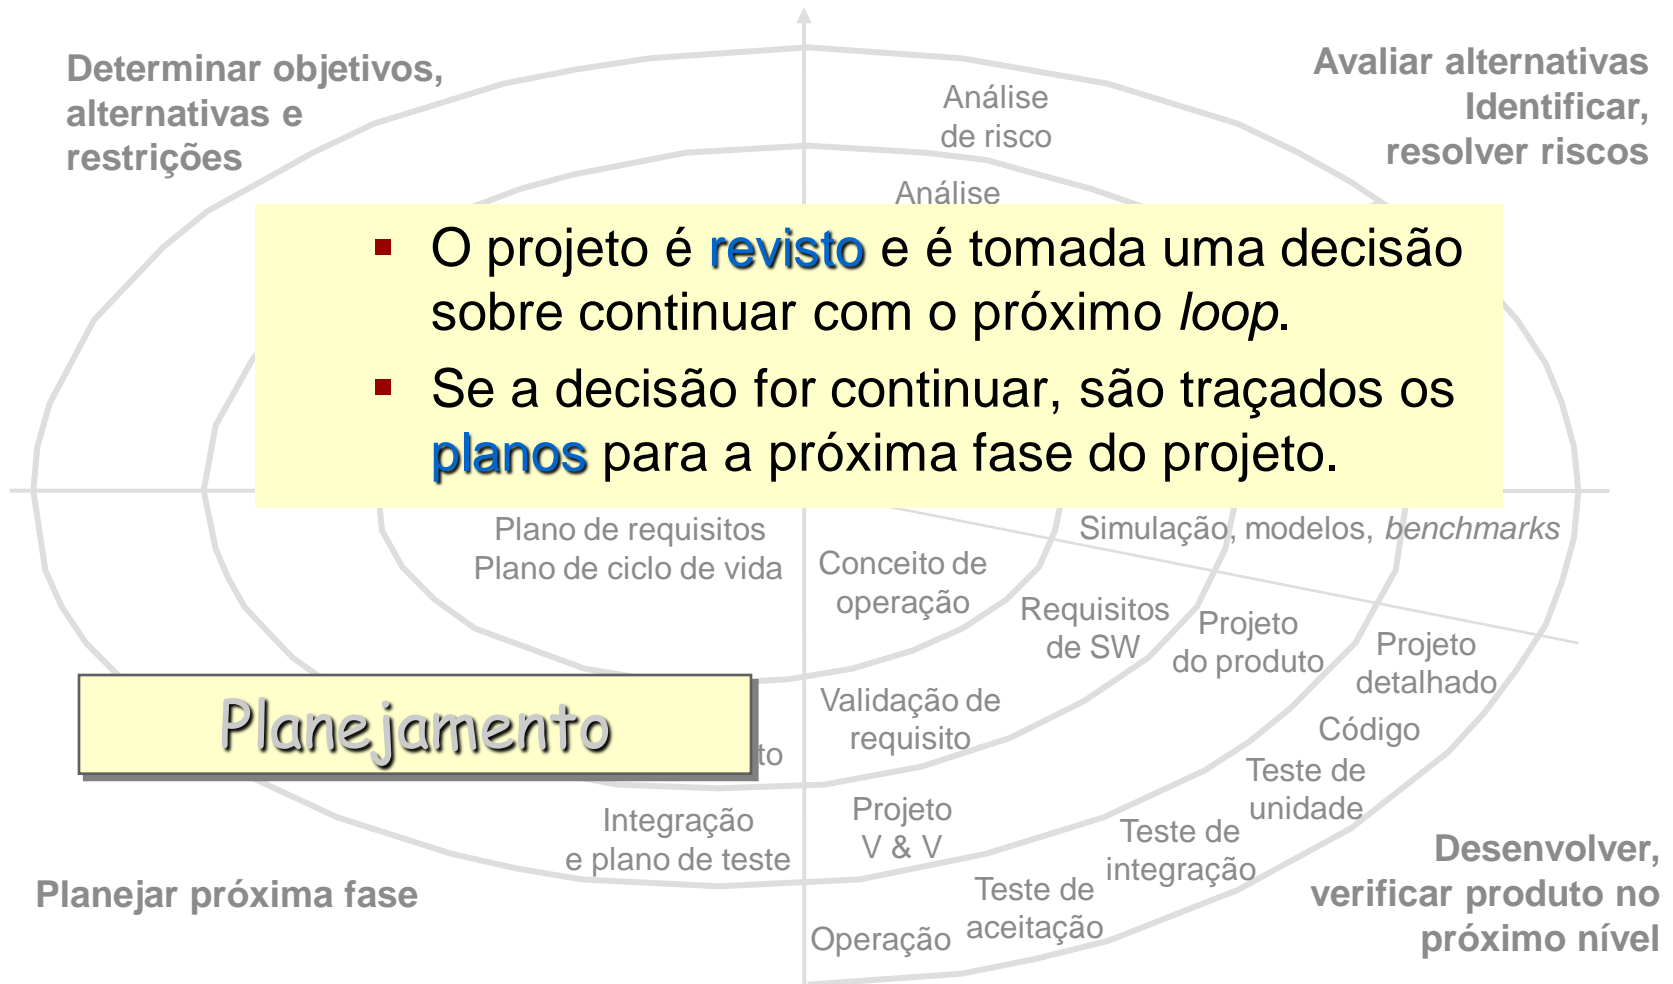 Determinar objetivos,
alternativas e
restrições
Avaliar alternativas
Identificar,
resolver riscos
Análise
de risco
Análise
O projeto é revisto e é tomada uma decisão
sobre continuar com o próximo loop.
Se a decisão for continuar, são traçados os
planos para a próxima fase do projeto.
Plano de requisitos
Plano de ciclo de vida
Conceito de
operação
Simulação, modelos, benchmarks
Requisitos
de SW
Projeto
do produto
Projeto
detalhado
Planejamento
to
Validação de
requisito
Código
Teste de
unidade
Integração
e plano de teste
Projeto
V & V
Teste de
integração
Teste de
aceitação
Operação
Planejar próxima fase
Desenvolver,
verificar produto no
próximo nível